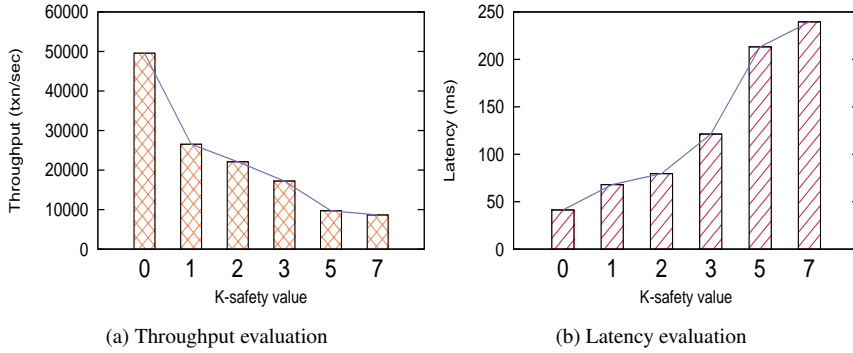 Throughput (txn/sec)
60000
50000
40000
30000
20000
10000
0
0 1 2 3 5 7
K-safety value
(a) Throughput evaluation
Latency (ms)
250
200
150
100
50
0
0 1 2 3 5 7
K-safety value
(b) Latency evaluation